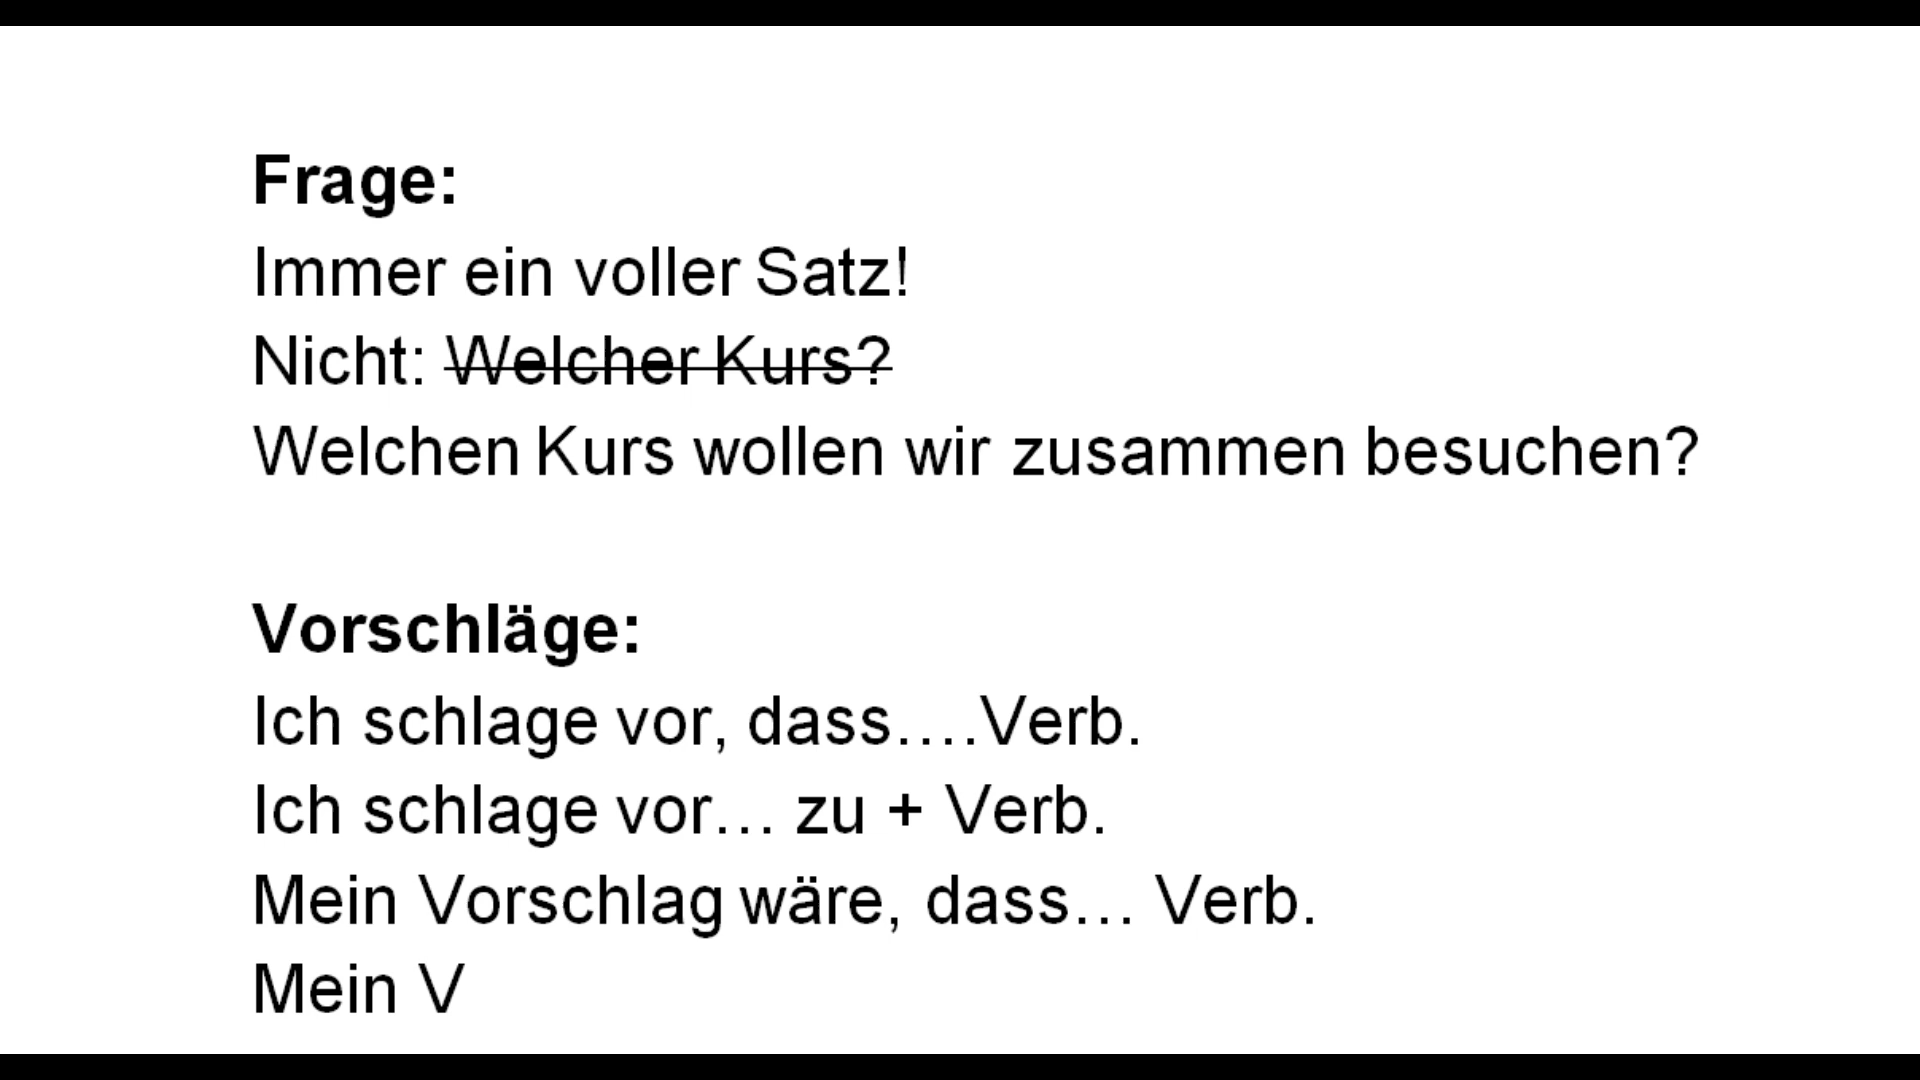 Frage:
Immer ein voller Satz!
Nicht: Welcher Kurs?
Welchen Kurs wollen wir zusammen besuchen?
Vorschläge:
Ich schlage vor, dass….Verb.
Ich schlage vor… zu + Verb.
Mein Vorschlag wäre, dass… Verb.
Mein V